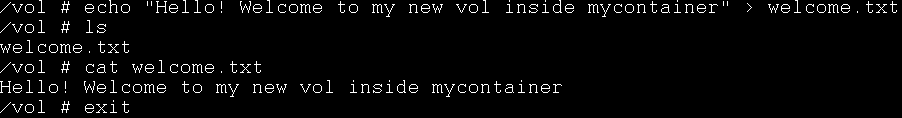 /vol # echo "Hello! Welcome to my new vol inside mycontainer" > welcome.txt
/vol # ls
welcome.txt
/vol # cat welcome.txt
Hello! Welcome to my new vol inside mycontainer
/vol # exit